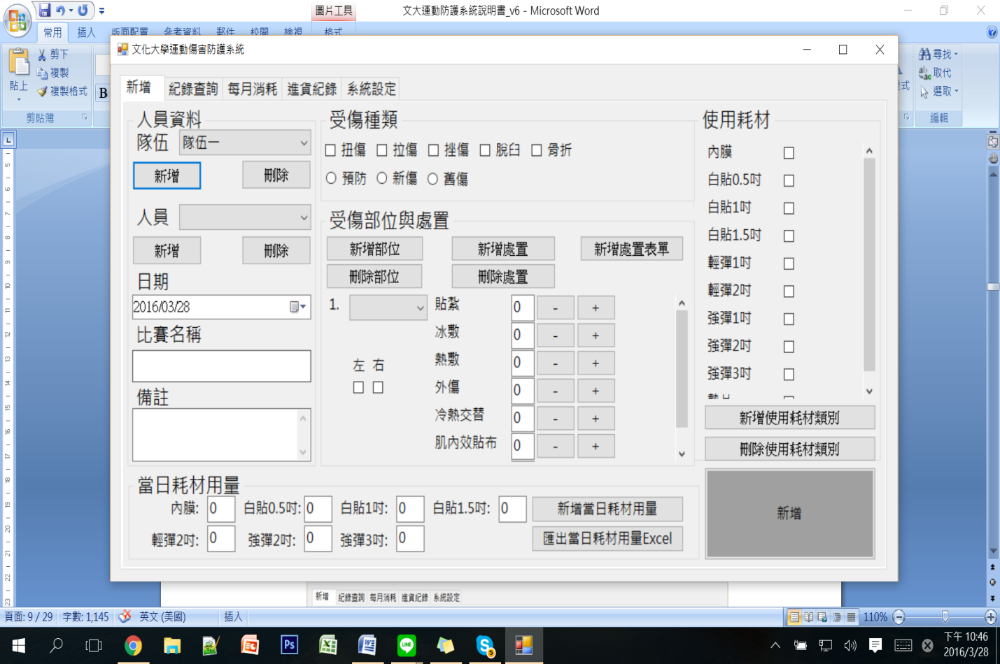 文大運動防護系統說明書_v6 - Microsoft Word
圖片工具
常用 插入 版面配置 參考資料 郵件 校閱 檢視 格式
剪下
複製
複製格式
貼上
剪貼簿
B
尋找
取代
選取
編輯
文化大學運動傷害防護系統
新增 紀錄查詢 每月消耗 進貨紀錄 系統設定
人員資料
隊伍 隊伍一
新增 刪除
人員
新增 刪除
日期
2016/03/28
比賽名稱
備註
受傷種類
扭傷 拉傷 挫傷 脫臼 骨折
預防 新傷 舊傷
受傷部位與處置
新增部位 新增處置 新增處置表單
刪除部位 刪除處置
1.
左 右
貼紮 0 - +
冰敷 0 - +
熱敷 0 - +
外傷 0 - +
冷熱交替 0 - +
肌內效貼布 0 - +
使用耗材
內膜
白貼0.5吋
白貼1吋
白貼1.5吋
輕彈1吋
輕彈2吋
強彈1吋
強彈2吋
強彈3吋
新增使用耗材類別
刪除使用耗材類別
新增
當日耗材用量
內膜: 0 白貼0.5吋: 0 白貼1吋: 0 白貼1.5吋: 0 新增當日耗材用量
輕彈2吋: 0 強彈2吋: 0 強彈3吋: 0 匯出當日耗材用量Excel
新增 紀錄查詢 每月消耗 進貨紀錄 系統設定
頁面: 9 / 29 字數: 1,145 英文 (美國) 插入 110%
下午 10:46
2016/3/28